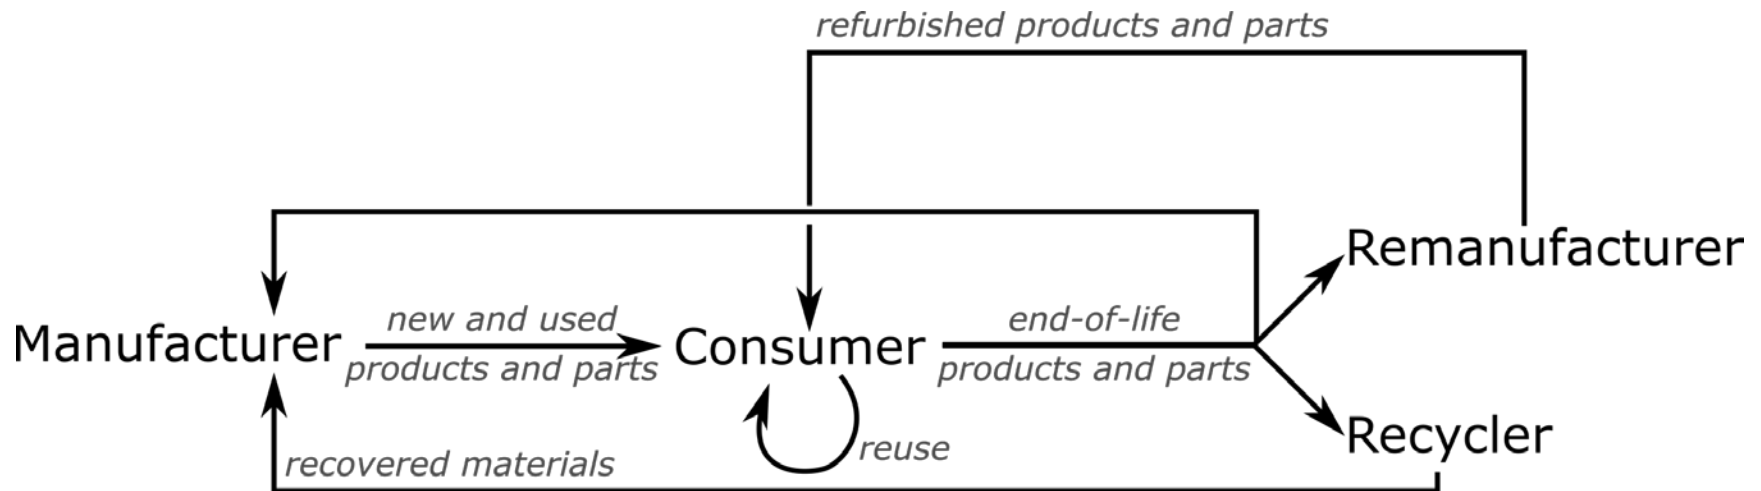 refurbished products and parts
Remanufacturer
Manufacturer
new and used
products and parts
Consumer
end-of-life
products and parts
Recycler
reuse
recovered materials